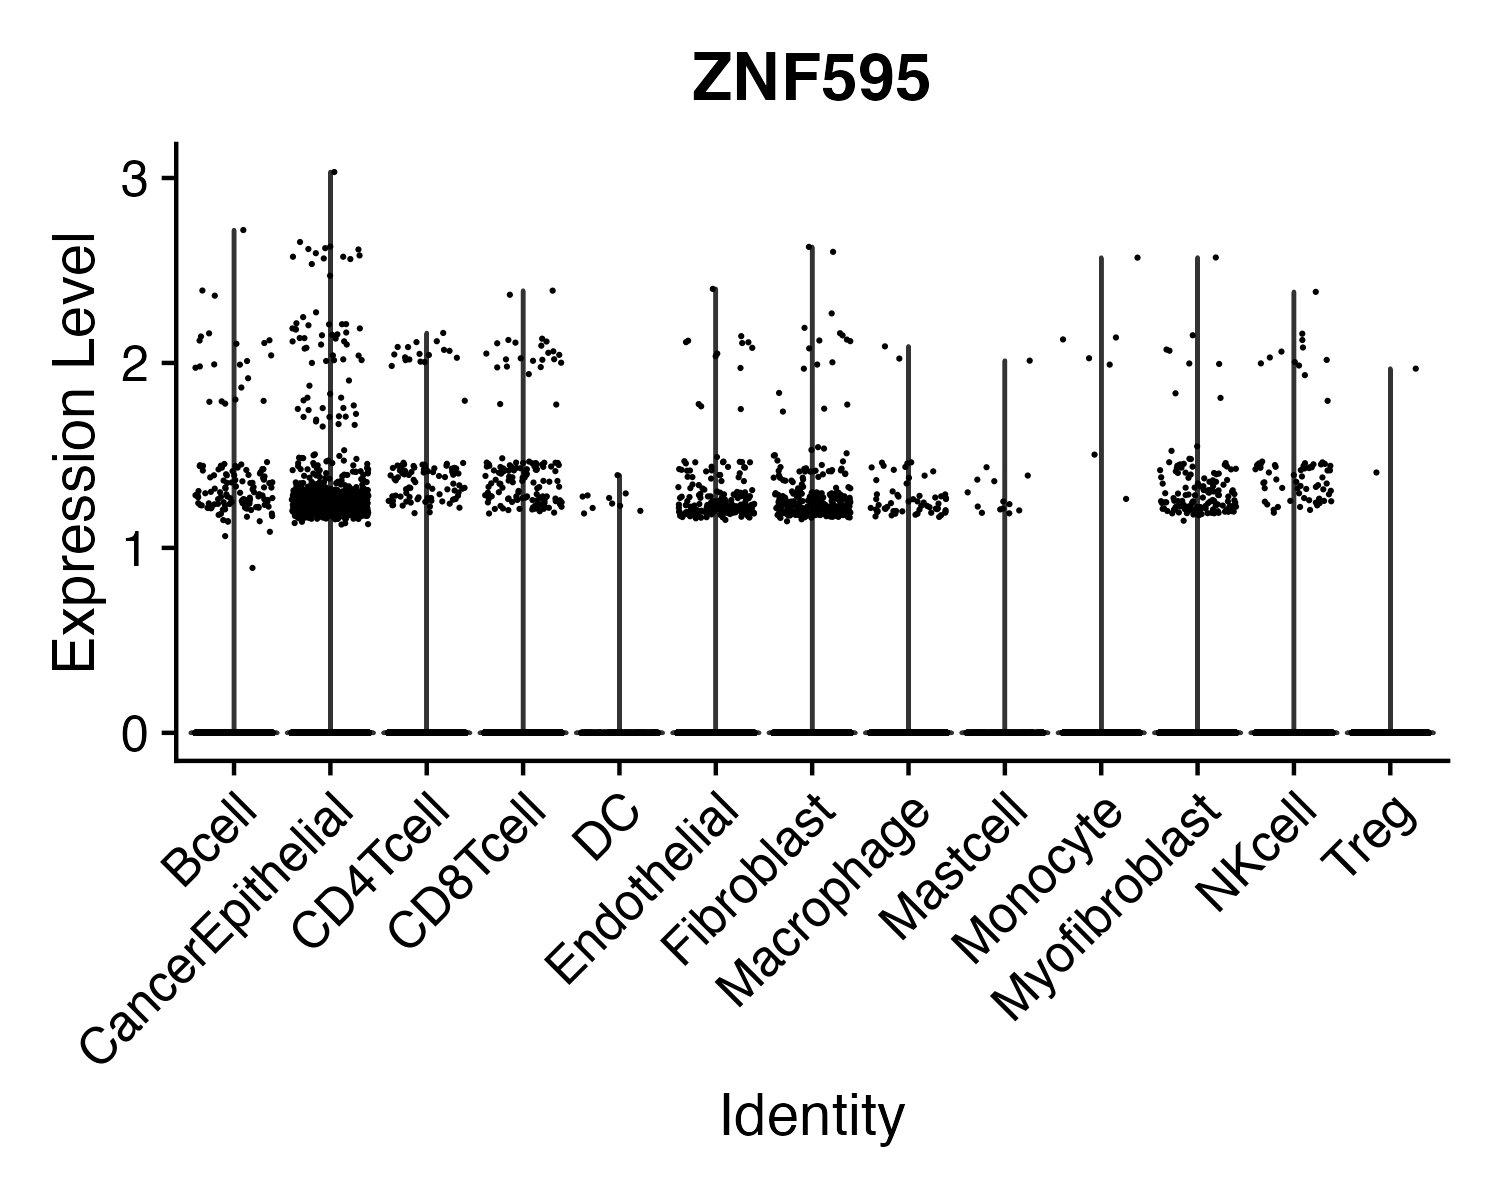 ZNF595
Expression Level
3
2
1
0
Bcell
CancerEpithelial
CD4Tcell
CD8Tcell
DC
Endothelial
Fibroblast
Macrophage
Mastcell
Monocyte
Myofibroblast
NKcell
Treg
Identity